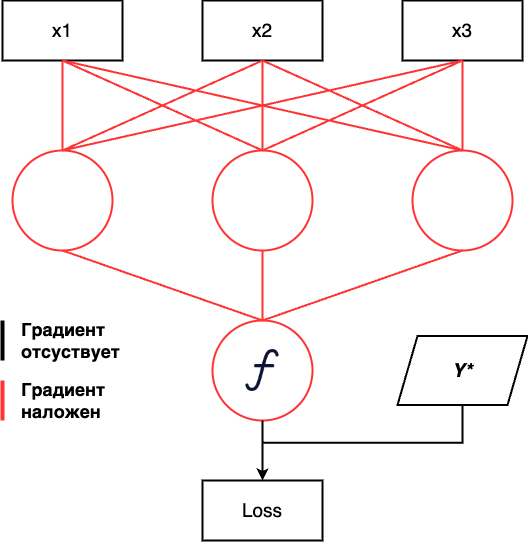 x1
x2
x3
Градиент
отсуствует
Градиент
наложен
f
Y*
Loss